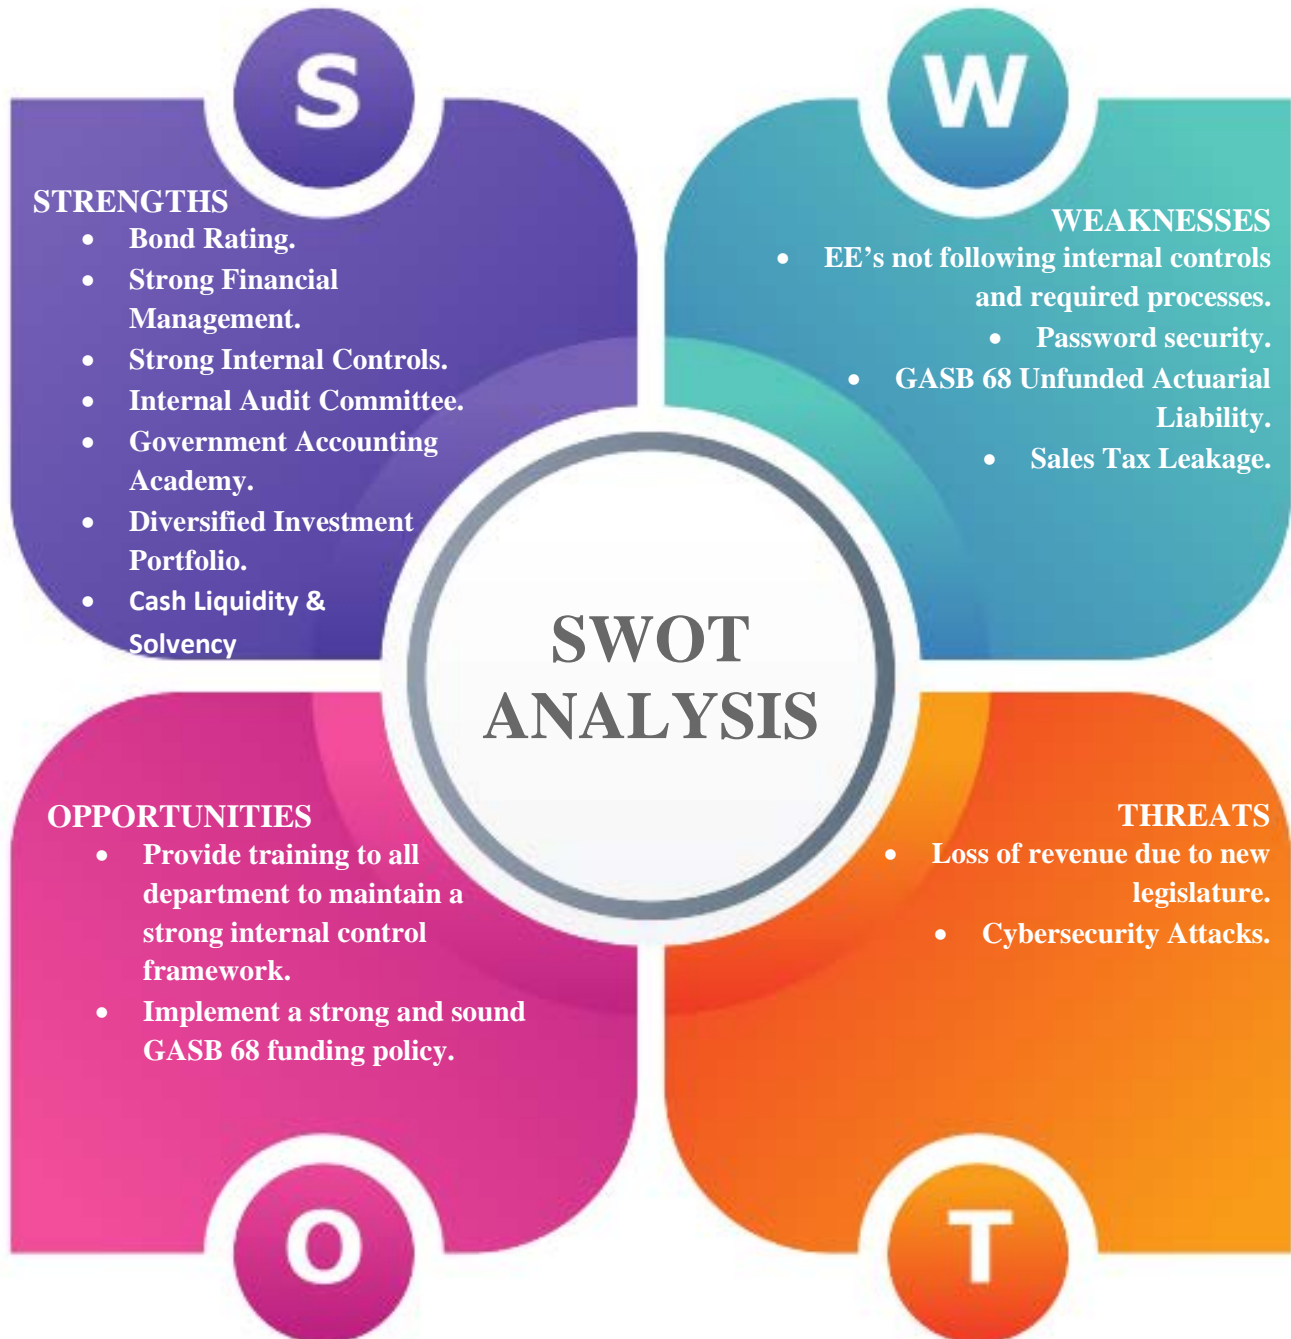 S
STRENGTHS
• Bond Rating.
• Strong Financial
Management.
• Strong Internal Controls.
• Internal Audit Committee.
• Government Accounting
Academy.
• Diversified Investment
Portfolio.
• Cash Liquidity &
Solvency
W
WEAKNESSES
• EE’s not following internal controls
and required processes.
• Password security.
• GASB 68 Unfunded Actuarial
Liability.
• Sales Tax Leakage.
SWOT
ANALYSIS
OPPORTUNITIES
• Provide training to all
department to maintain a
strong internal control
framework.
• Implement a strong and sound
GASB 68 funding policy.
O
THREATS
• Loss of revenue due to new
legislature.
• Cybersecurity Attacks.
T